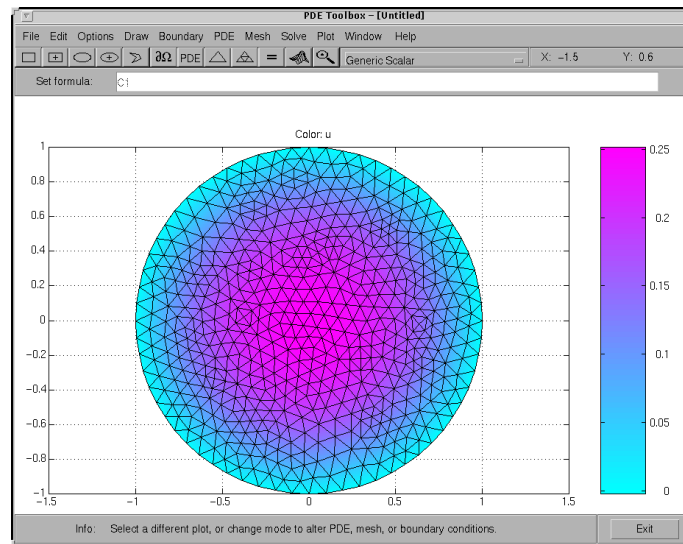 PDE Toolbox – [Untitled]
File Edit Options Draw Boundary PDE Mesh Solve Plot Window Help
∂Ω PDE = Generic Scalar X: −1.5 Y: 0.6
Set formula: C1
Color: u
1
0.8
0.6
0.4
0.2
0
−0.2
−0.4
−0.6
−0.8
−1
−1.5 −1 −0.5 0 0.5 1 1.5
0.25
0.2
0.15
0.1
0.05
0
Info: Select a different plot, or change mode to alter PDE, mesh, or boundary conditions. Exit